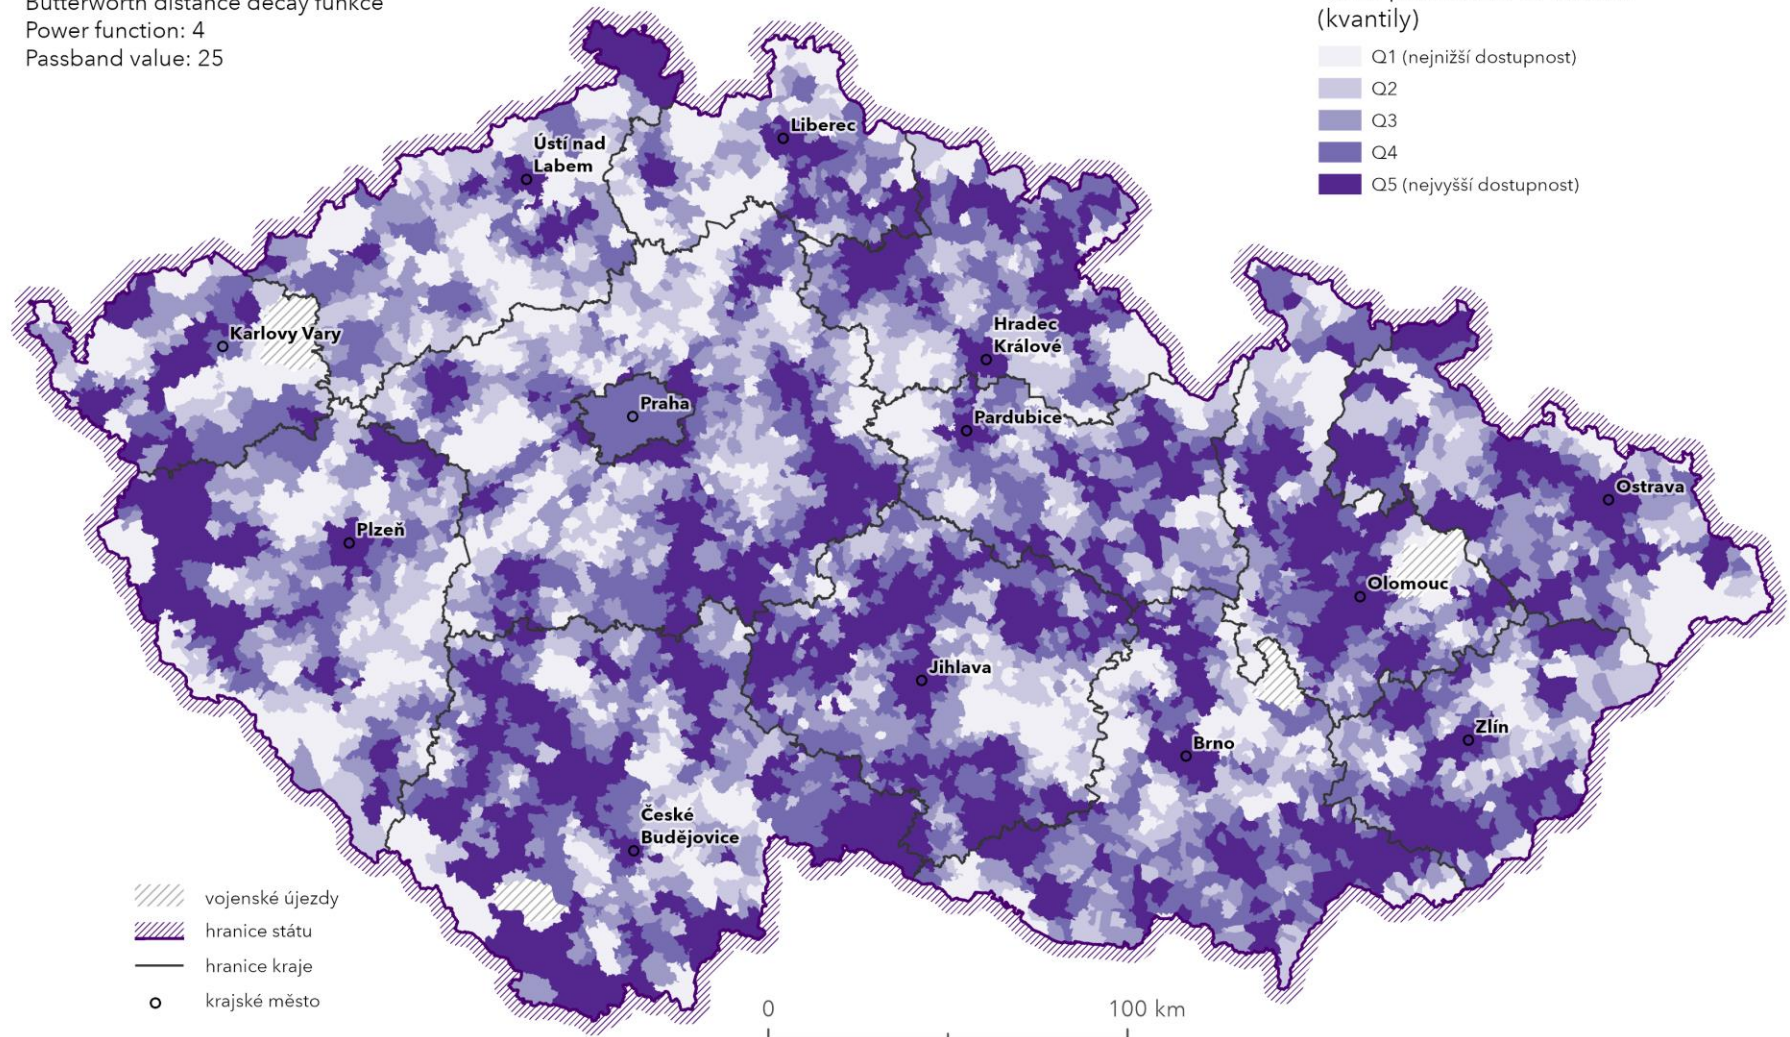 Butterworth distance decay funkce
Power function: 4
Passband value: 25
(kvantily)
Q1 (nejnižší dostupnost)
Q2
Q3
Q4
Q5 (nejvyšší dostupnost)
Liberec
Ústí nad
Labem
Karlovy Vary
Hradec
Králové
Praha
Pardubice
Ostrava
Plzeň
Olomouc
Jihlava
Zlín
Brno
České
Budějovice
vojenské újezdy
hranice státu
hranice kraje
krajské město
0
100 km